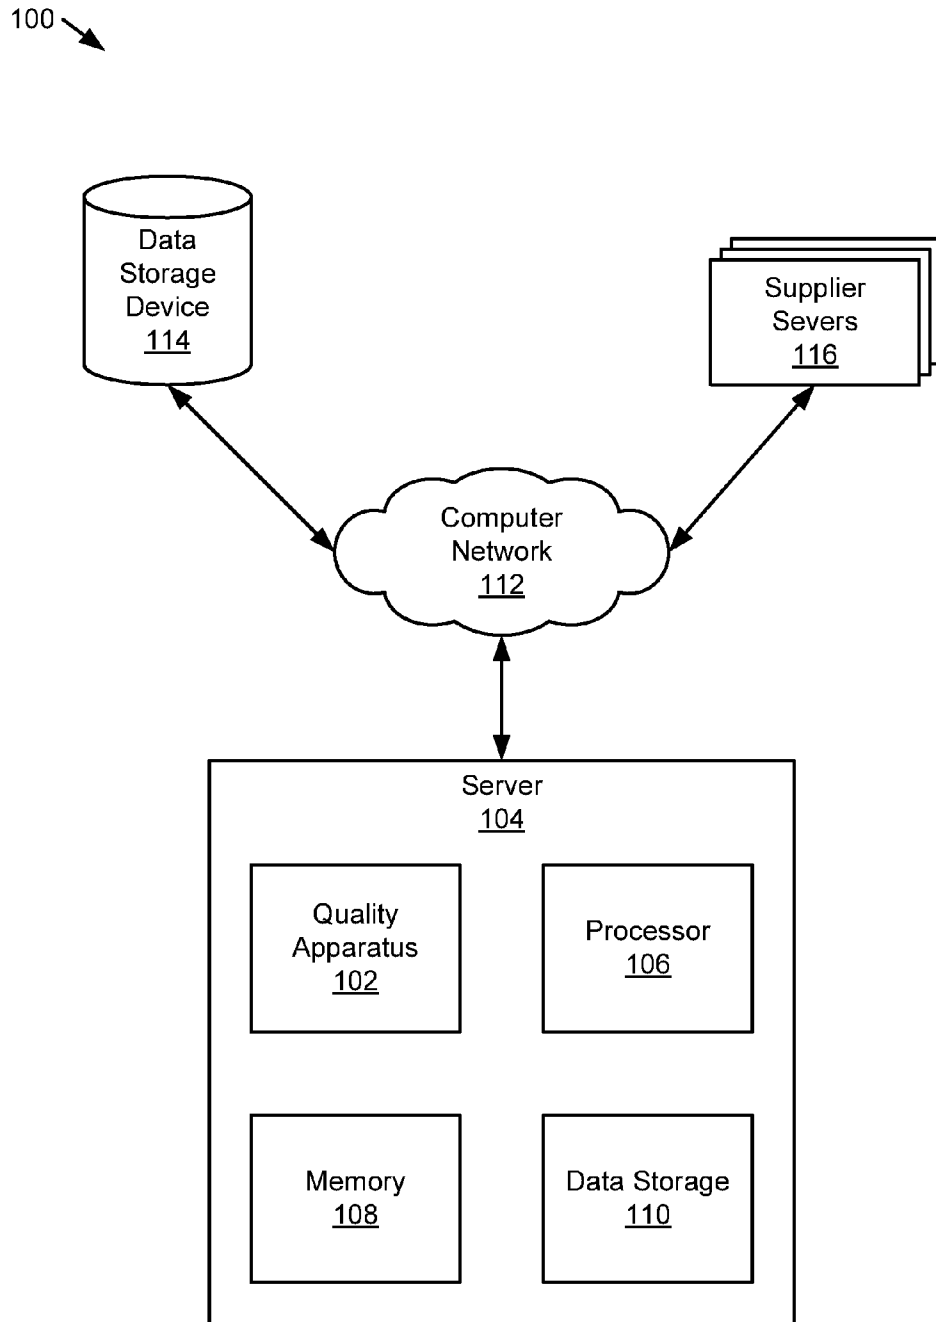 100
Data
Storage
Device
114
Supplier
Severs
116
Computer
Network
112
Server
104
Quality
Apparatus
102
Processor
106
Memory
108
Data Storage
110